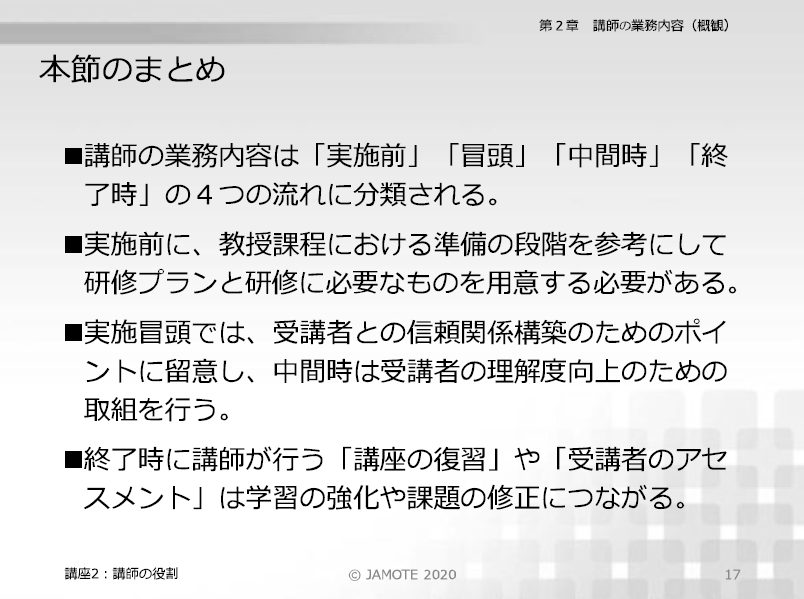 第２章　講師の業務内容（概観）
本節のまとめ
■講師の業務内容は「実施前」「冒頭」「中間時」「終
了時」の４つの流れに分類される。
■実施前に、教授課程における準備の段階を参考にして
研修プランと研修に必要なものを用意する必要がある。
■実施冒頭では、受講者との信頼関係構築のためのポイ
ントに留意し、中間時は受講者の理解度向上のための
取組を行う。
■終了時に講師が行う「講座の復習」や「受講者のアセ
スメント」は学習の強化や課題の修正につながる。
講座2：講師の役割
© JAMOTE 2020
17